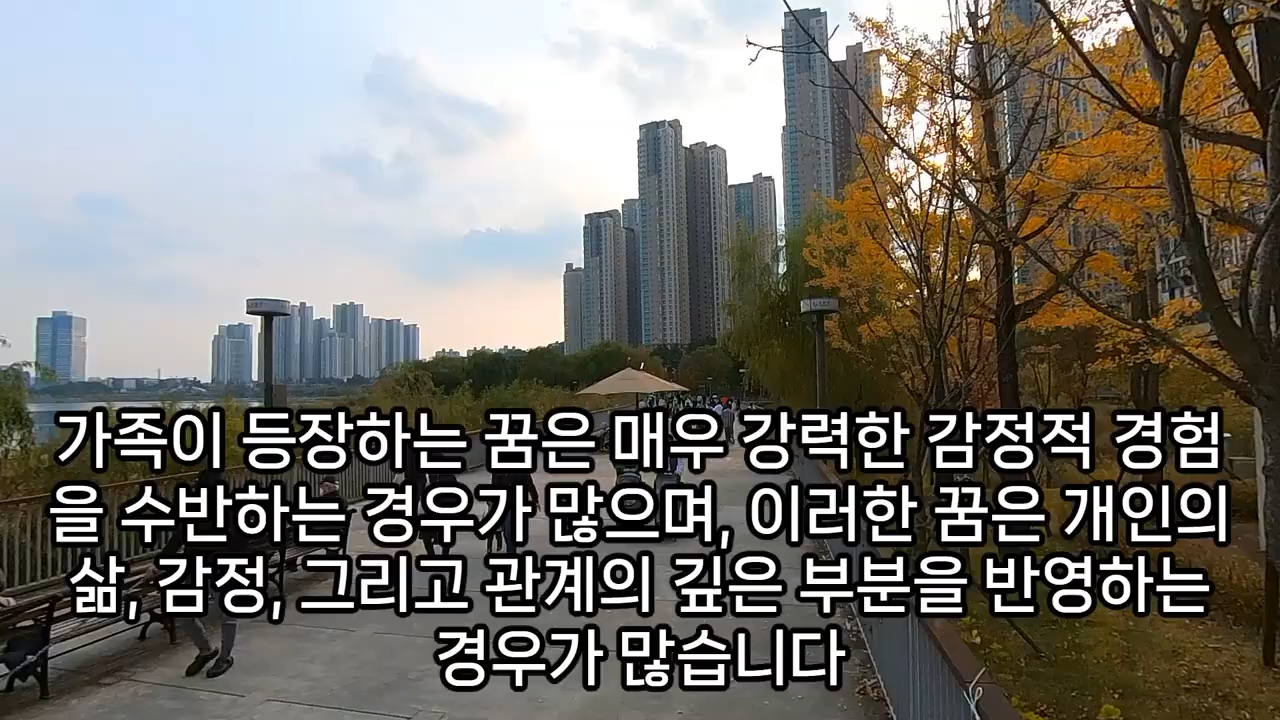 가족이 등장하는 꿈은 매우 강력한 감정적 경험
을 수반하는 경우가 많으며, 이러한 꿈은 개인의
삶, 감정, 그리고 관계의 깊은 부분을 반영하는
경우가 많습니다